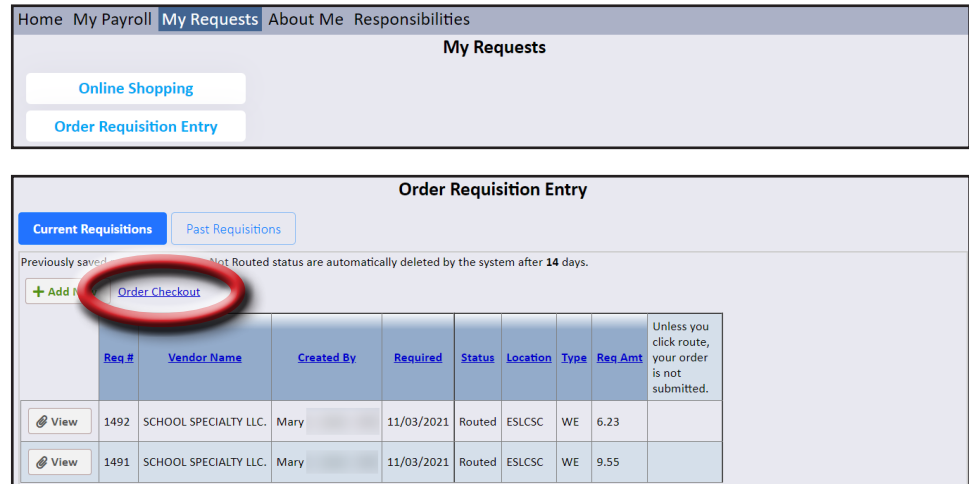 Home My Payroll My Requests About Me Responsibilities
My Requests
Online Shopping
Order Requisition Entry
Order Requisition Entry
Current Requisitions Past Requisitions
Previously Not Routed status are automatically deleted by the system after 14 days.
+ Add Order Checkout
Req # Vendor Name Created By Required Status Location Type Req Amt Unless you
click route,
your order
is not
submitted.
View 1492 SCHOOL SPECIALTY LLC. Mary 11/03/2021 Routed ESLCSC WE 6.23
View 1491 SCHOOL SPECIALTY LLC. Mary 11/03/2021 Routed ESLCSC WE 9.55